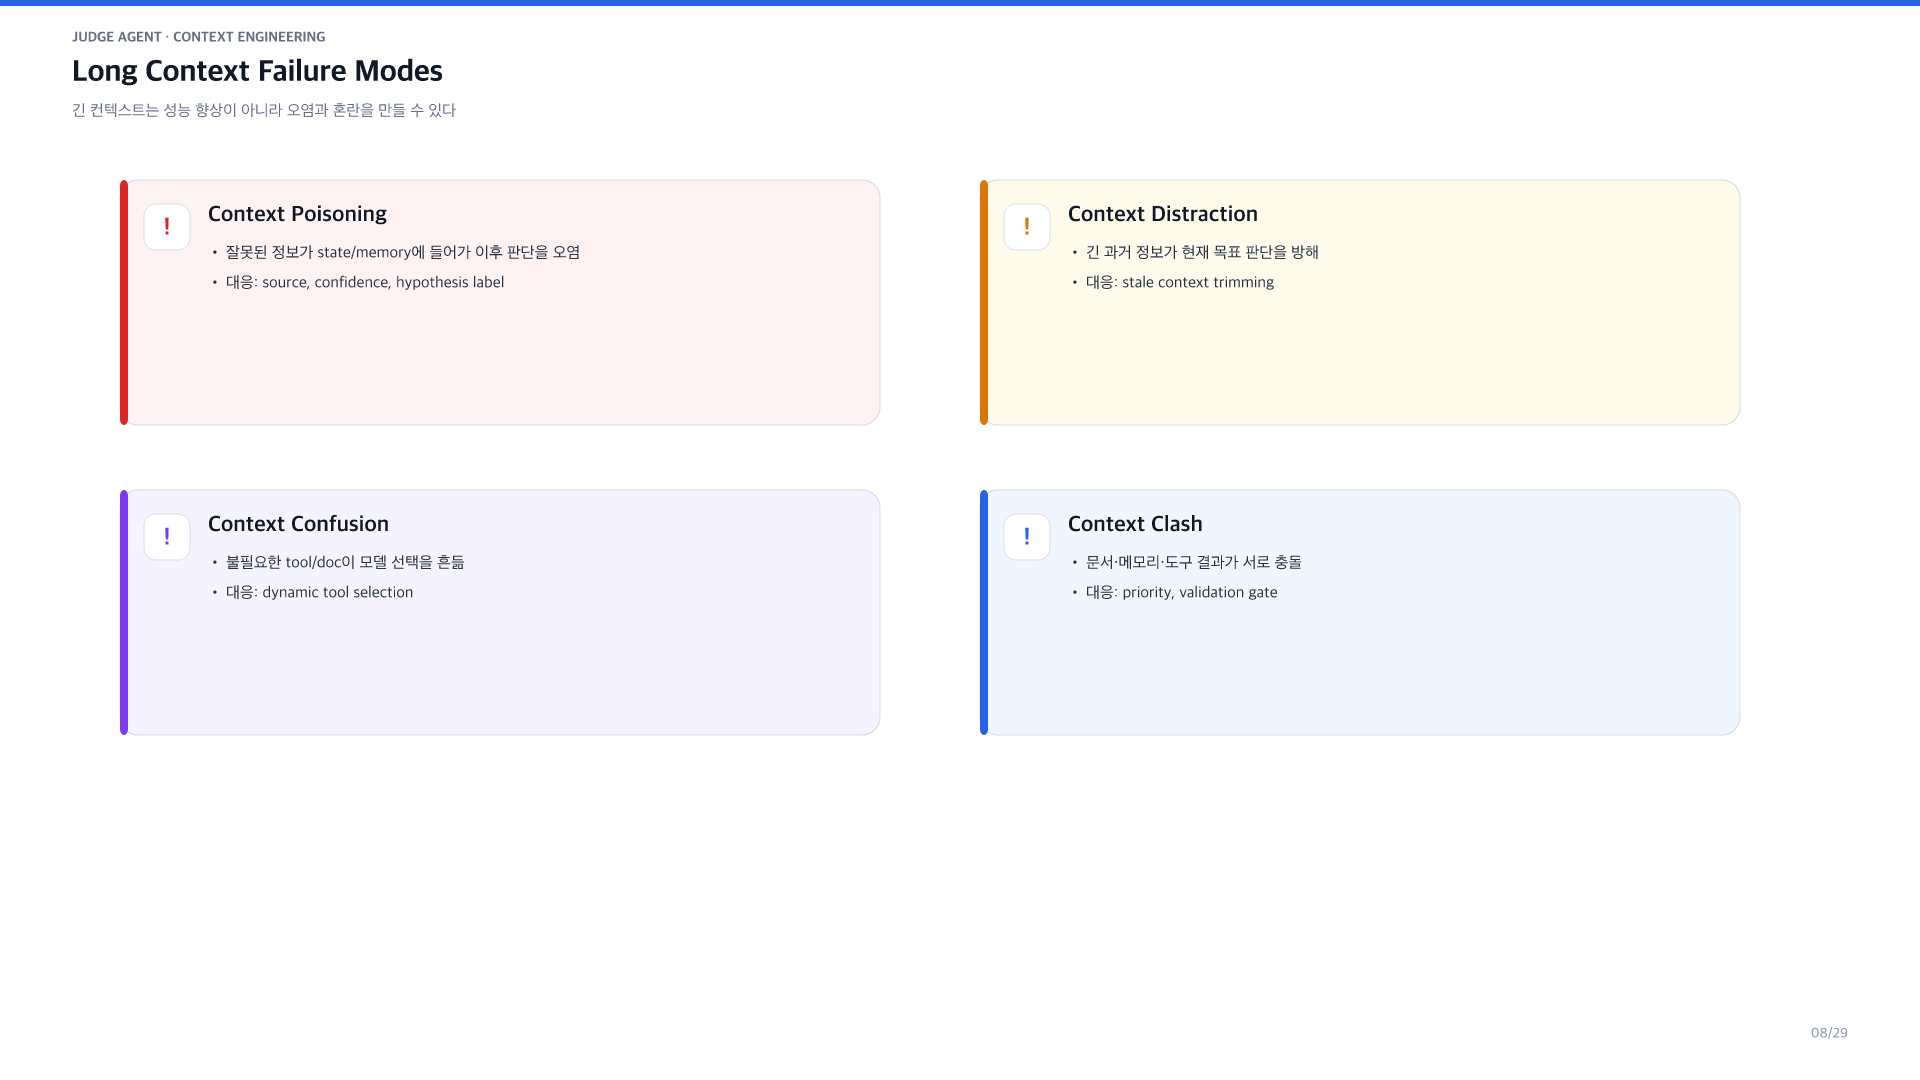 JUDGE AGENT · CONTEXT ENGINEERING
Long Context Failure Modes
긴 컨텍스트는 성능 향상이 아니라 오염과 혼란을 만들 수 있다
!
Context Poisoning
• 잘못된 정보가 state/memory에 들어가 이후 판단을 오염
• 대응: source, confidence, hypothesis label
!
Context Distraction
• 긴 과거 정보가 현재 목표 판단을 방해
• 대응: stale context trimming
!
Context Confusion
• 불필요한 tool/doc이 모델 선택을 흔듦
• 대응: dynamic tool selection
!
Context Clash
• 문서·메모리·도구 결과가 서로 충돌
• 대응: priority, validation gate
08/29